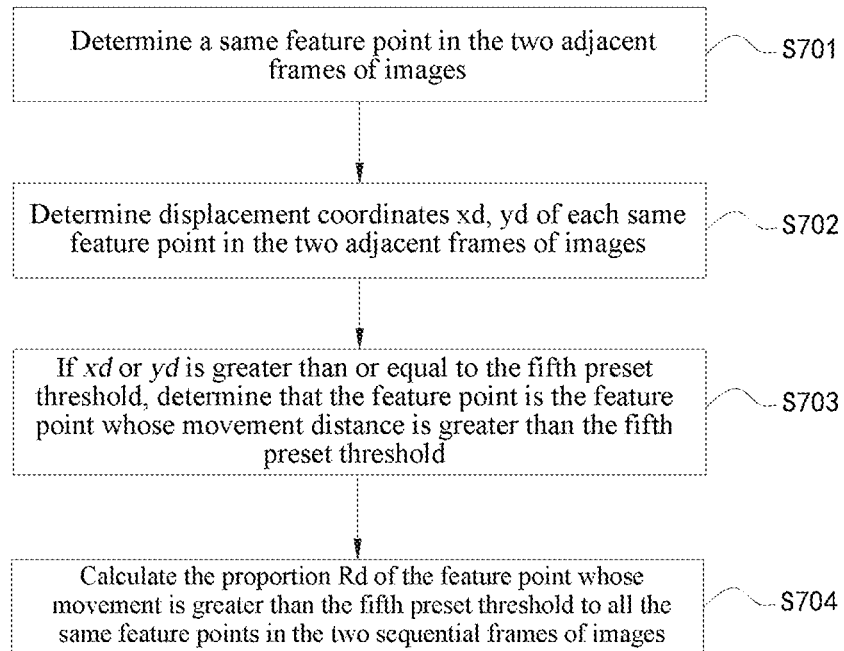 Determine a same feature point in the two adjacent
frames of images
S701
Determine displacement coordinates xd, yd of each same
feature point in the two adjacent frames of images
S702
If xd or yd is greater than or equal to the fifth preset
threshold, determine that the feature point is the feature
point whose movement distance is greater than the fifth
preset threshold
S703
Calculate the proportion Rd of the feature point whose
movement is greater than the fifth preset threshold to all the
same feature points in the two sequential frames of images
S704